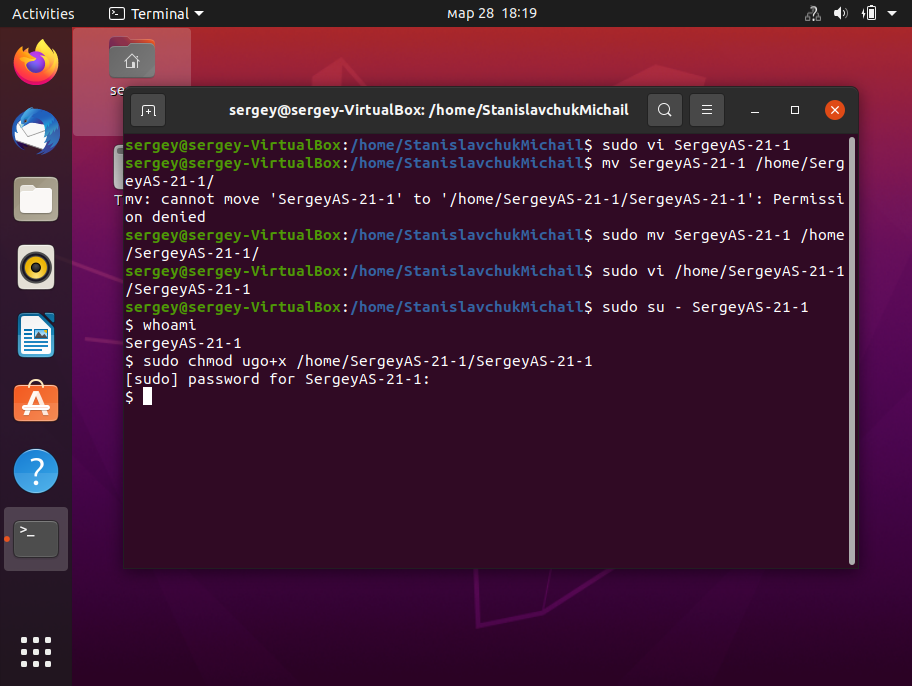 Activities
Terminal
мар 28 18:19
se
T
sergey@sergey-VirtualBox: /home/StanislavchukMichail
sergey@sergey-VirtualBox:/home/StanislavchukMichail$ sudo vi SergeyAS-21-1
sergey@sergey-VirtualBox:/home/StanislavchukMichail$ mv SergeyAS-21-1 /home/Serg
eyAS-21-1/
mv: cannot move 'SergeyAS-21-1' to '/home/SergeyAS-21-1/SergeyAS-21-1': Permissi
on denied
sergey@sergey-VirtualBox:/home/StanislavchukMichail$ sudo mv SergeyAS-21-1 /home
/SergeyAS-21-1/
sergey@sergey-VirtualBox:/home/StanislavchukMichail$ sudo vi /home/SergeyAS-21-1
/SergeyAS-21-1
sergey@sergey-VirtualBox:/home/StanislavchukMichail$ sudo su - SergeyAS-21-1
$ whoami
SergeyAS-21-1
$ sudo chmod ugo+x /home/SergeyAS-21-1/SergeyAS-21-1
[sudo] password for SergeyAS-21-1:
$